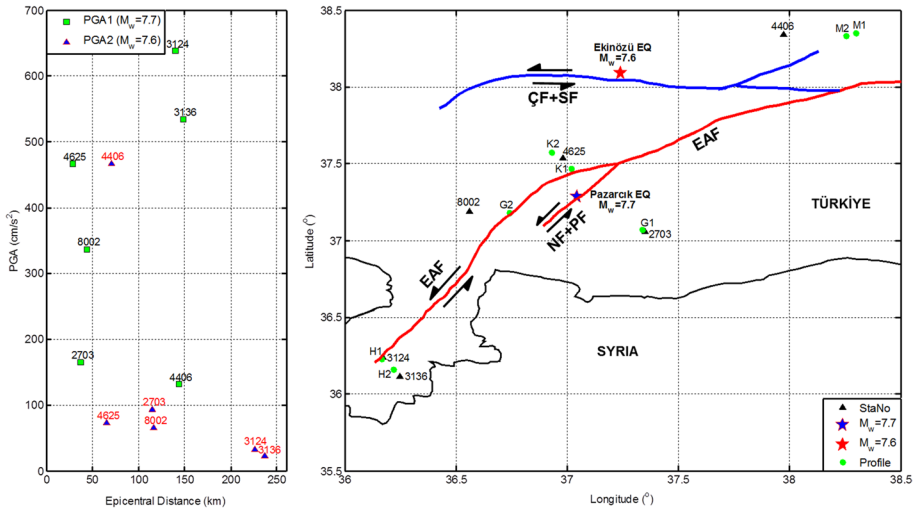 PGA1 (Mw=7.7)
PGA2 (Mw=7.6)
3124
3136
4625
4406
8002
2703
4406
2703
4625
8002
3124
3136
700
600
500
400
300
200
100
0
PGA (cm/s²)
0 50 100 150 200 250
Epicentral Distance (km)
4406
M2
M1
Ekinözü EQ
Mw=7.6
ÇF+SF
EAF
K2
4625
K1
Pazarcık EQ
Mw=7.7
8002
G2
G1
2703
TÜRKİYE
NF+PF
EAF
SYRIA
H1
3124
H2
3136
38.5
38
37.5
37
36.5
36
35.5
Latitude (°)
36 36.5 37 37.5 38 38.5
Longitude (°)
StaNo
Mw=7.7
Mw=7.6
Profile